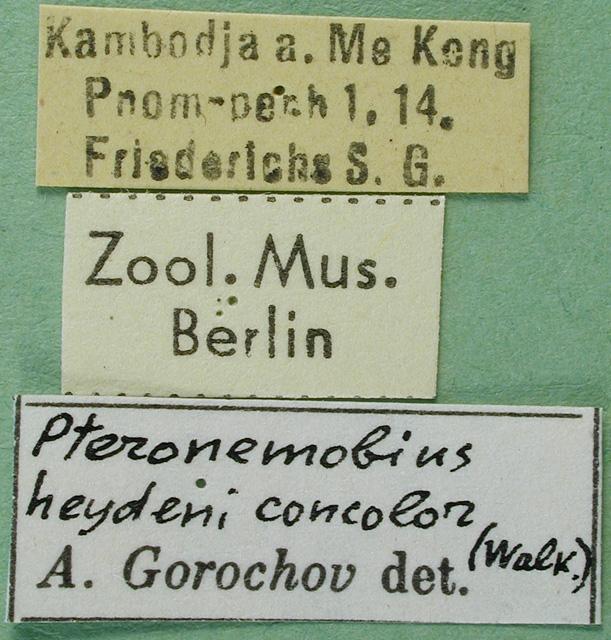 Kambodja a. Me Kong
Pnom-penh 1. 14.
Friederichs S. G.
Zool. Mus.
Berlin
Pteronemobius
heydeni concolor
(Walk.)
A. Gorochov det.